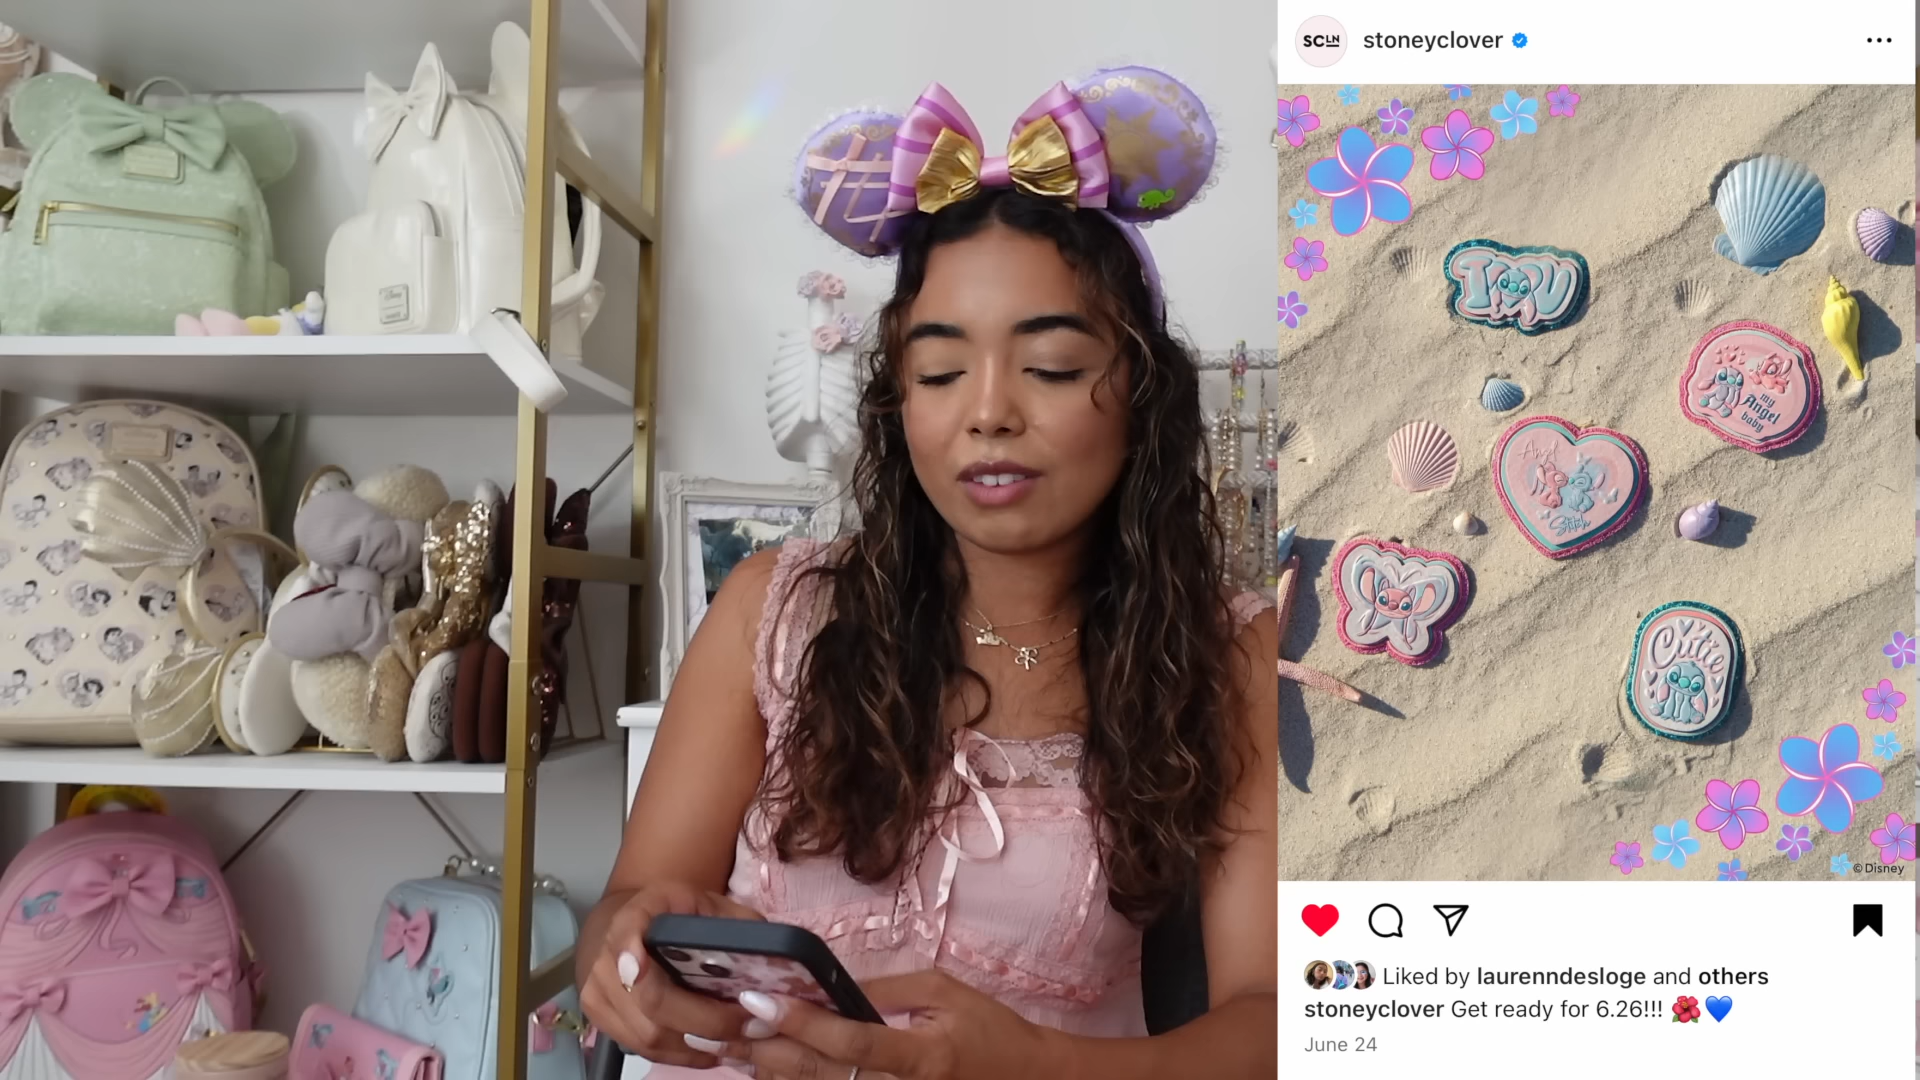 SCLN
stoneyclover
I
YOU
my
Angel
baby
Angel
Stitch
Cutie
©Disney
Liked by laurenndesloge and others
stoneyclover Get ready for 6.26!!! 🌺💙
June 24